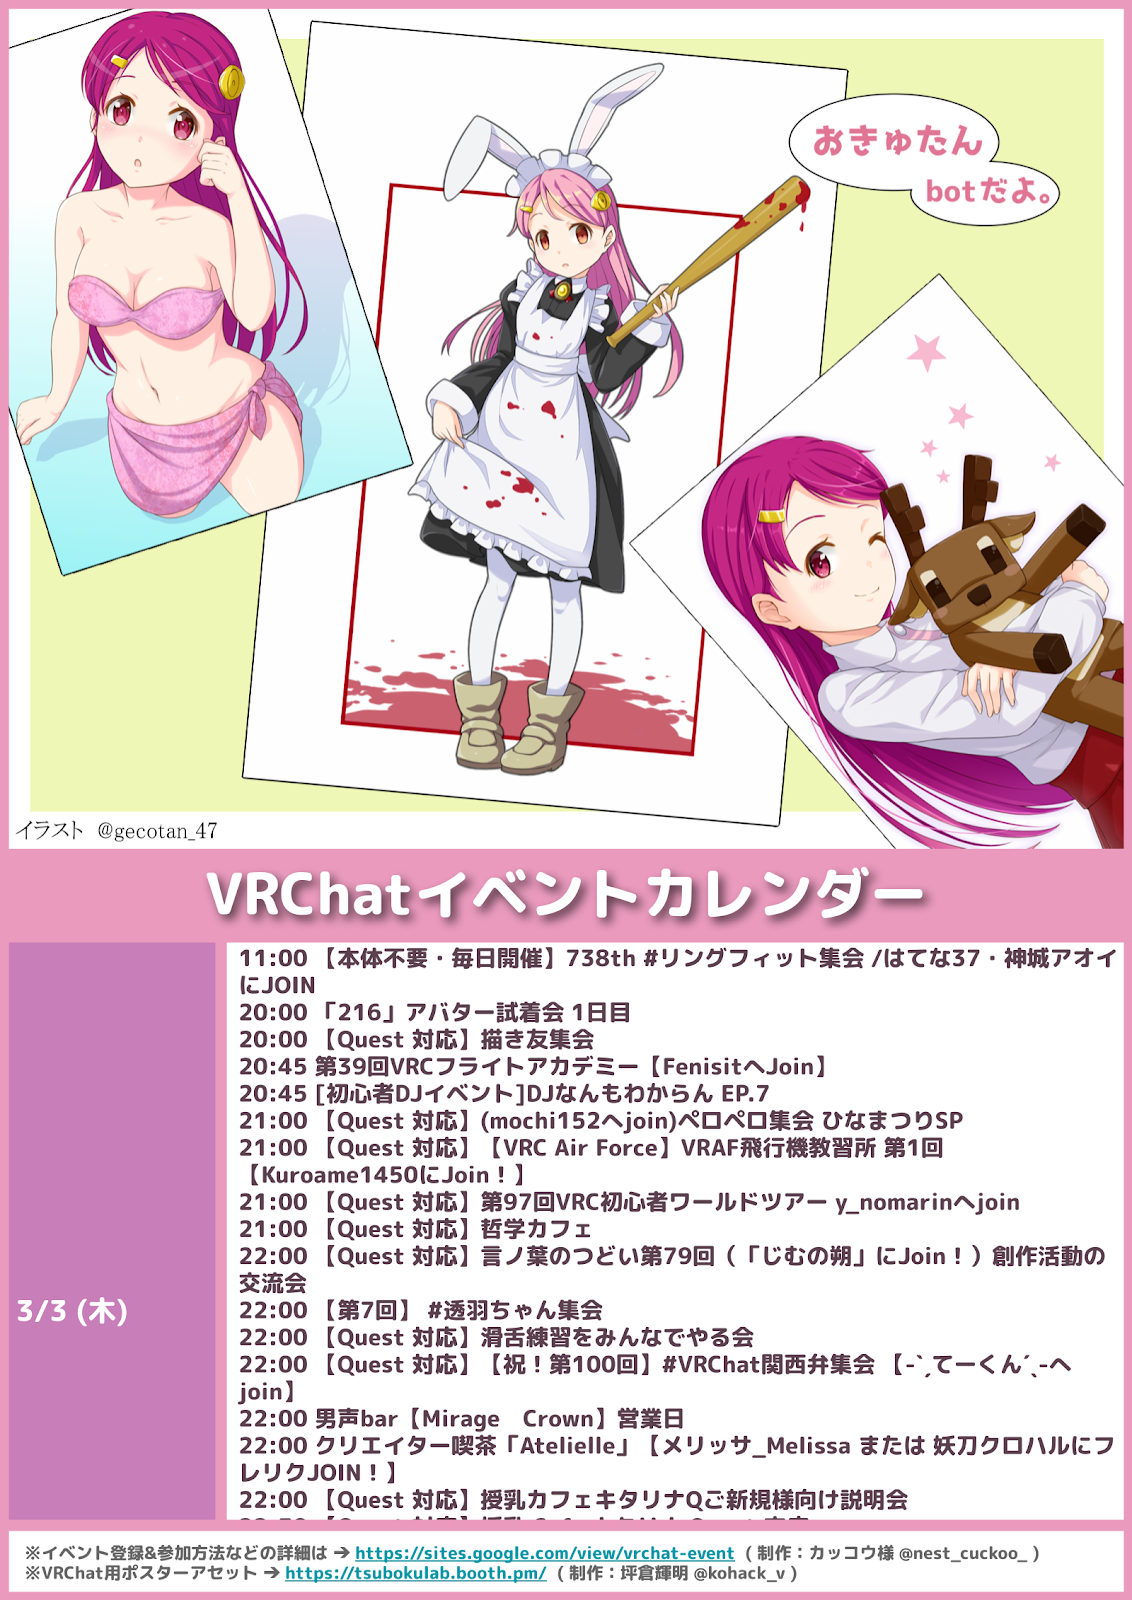 おきゅたん
botだよ。
イラスト @gecotan_47
VRChatイベントカレンダー
3/3 (木)
11:00 【本体不要・毎日開催】738th #リングフィット集会 /はてな37・神城アオイ
にJOIN
20:00 「216」アバター試着会 1日目
20:00 【Quest 対応】描き友集会
20:45 第39回VRCフライトアカデミー【FenisitへJoin】
20:45 [初心者DJイベント]DJなんもわからん EP.7
21:00 【Quest 対応】(mochi152へjoin)ペロペロ集会 ひなまつりSP
21:00 【Quest 対応】【VRC Air Force】VRAF飛行機教習所 第1回
【Kuroame1450にJoin！】
21:00 【Quest 対応】第97回VRC初心者ワールドツアー y_nomarinへjoin
21:00 【Quest 対応】哲学カフェ
22:00 【Quest 対応】言ノ葉のつどい第79回（「じむの朔」にJoin！）創作活動の
交流会
22:00 【第7回】 #透羽ちゃん集会
22:00 【Quest 対応】滑舌練習をみんなでやる会
22:00 【Quest 対応】【祝！第100回】#VRChat関西弁集会 【-`ˏてーくんˊˎ-へ
join】
22:00 男声bar【Mirage　Crown】営業日
22:00 クリエイター喫茶「Atelielle」【メリッサ_Melissa または 妖刀クロハルにフ
レリクJOIN！】
22:00 【Quest 対応】授乳カフェキタリナQご新規様向け説明会
※イベント登録&参加方法などの詳細は ➔ https://sites.google.com/view/vrchat-event （制作：カッコウ様 @nest_cuckoo_ ）
※VRChat用ポスターアセット ➔ https://tsubokulab.booth.pm/ （制作：坪倉輝明 @kohack_v ）